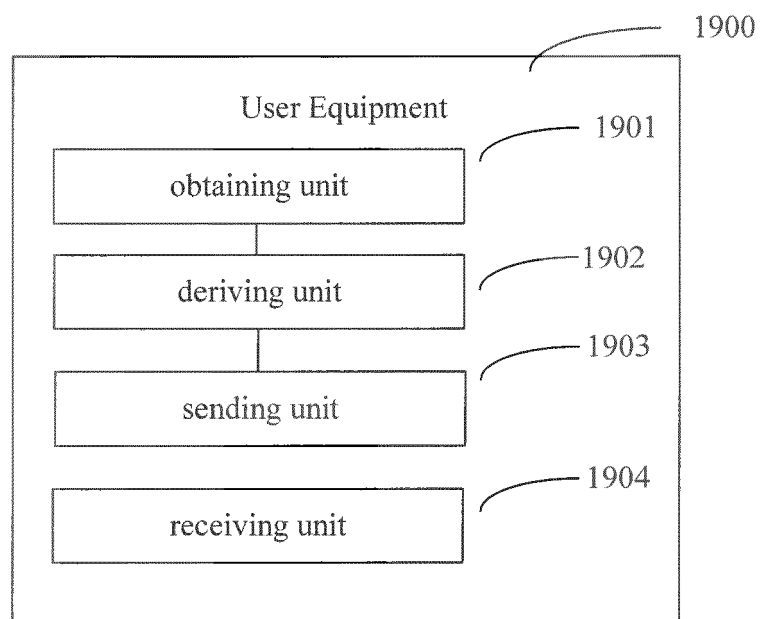 1900
User Equipment
1901
obtaining unit
1902
deriving unit
1903
sending unit
1904
receiving unit